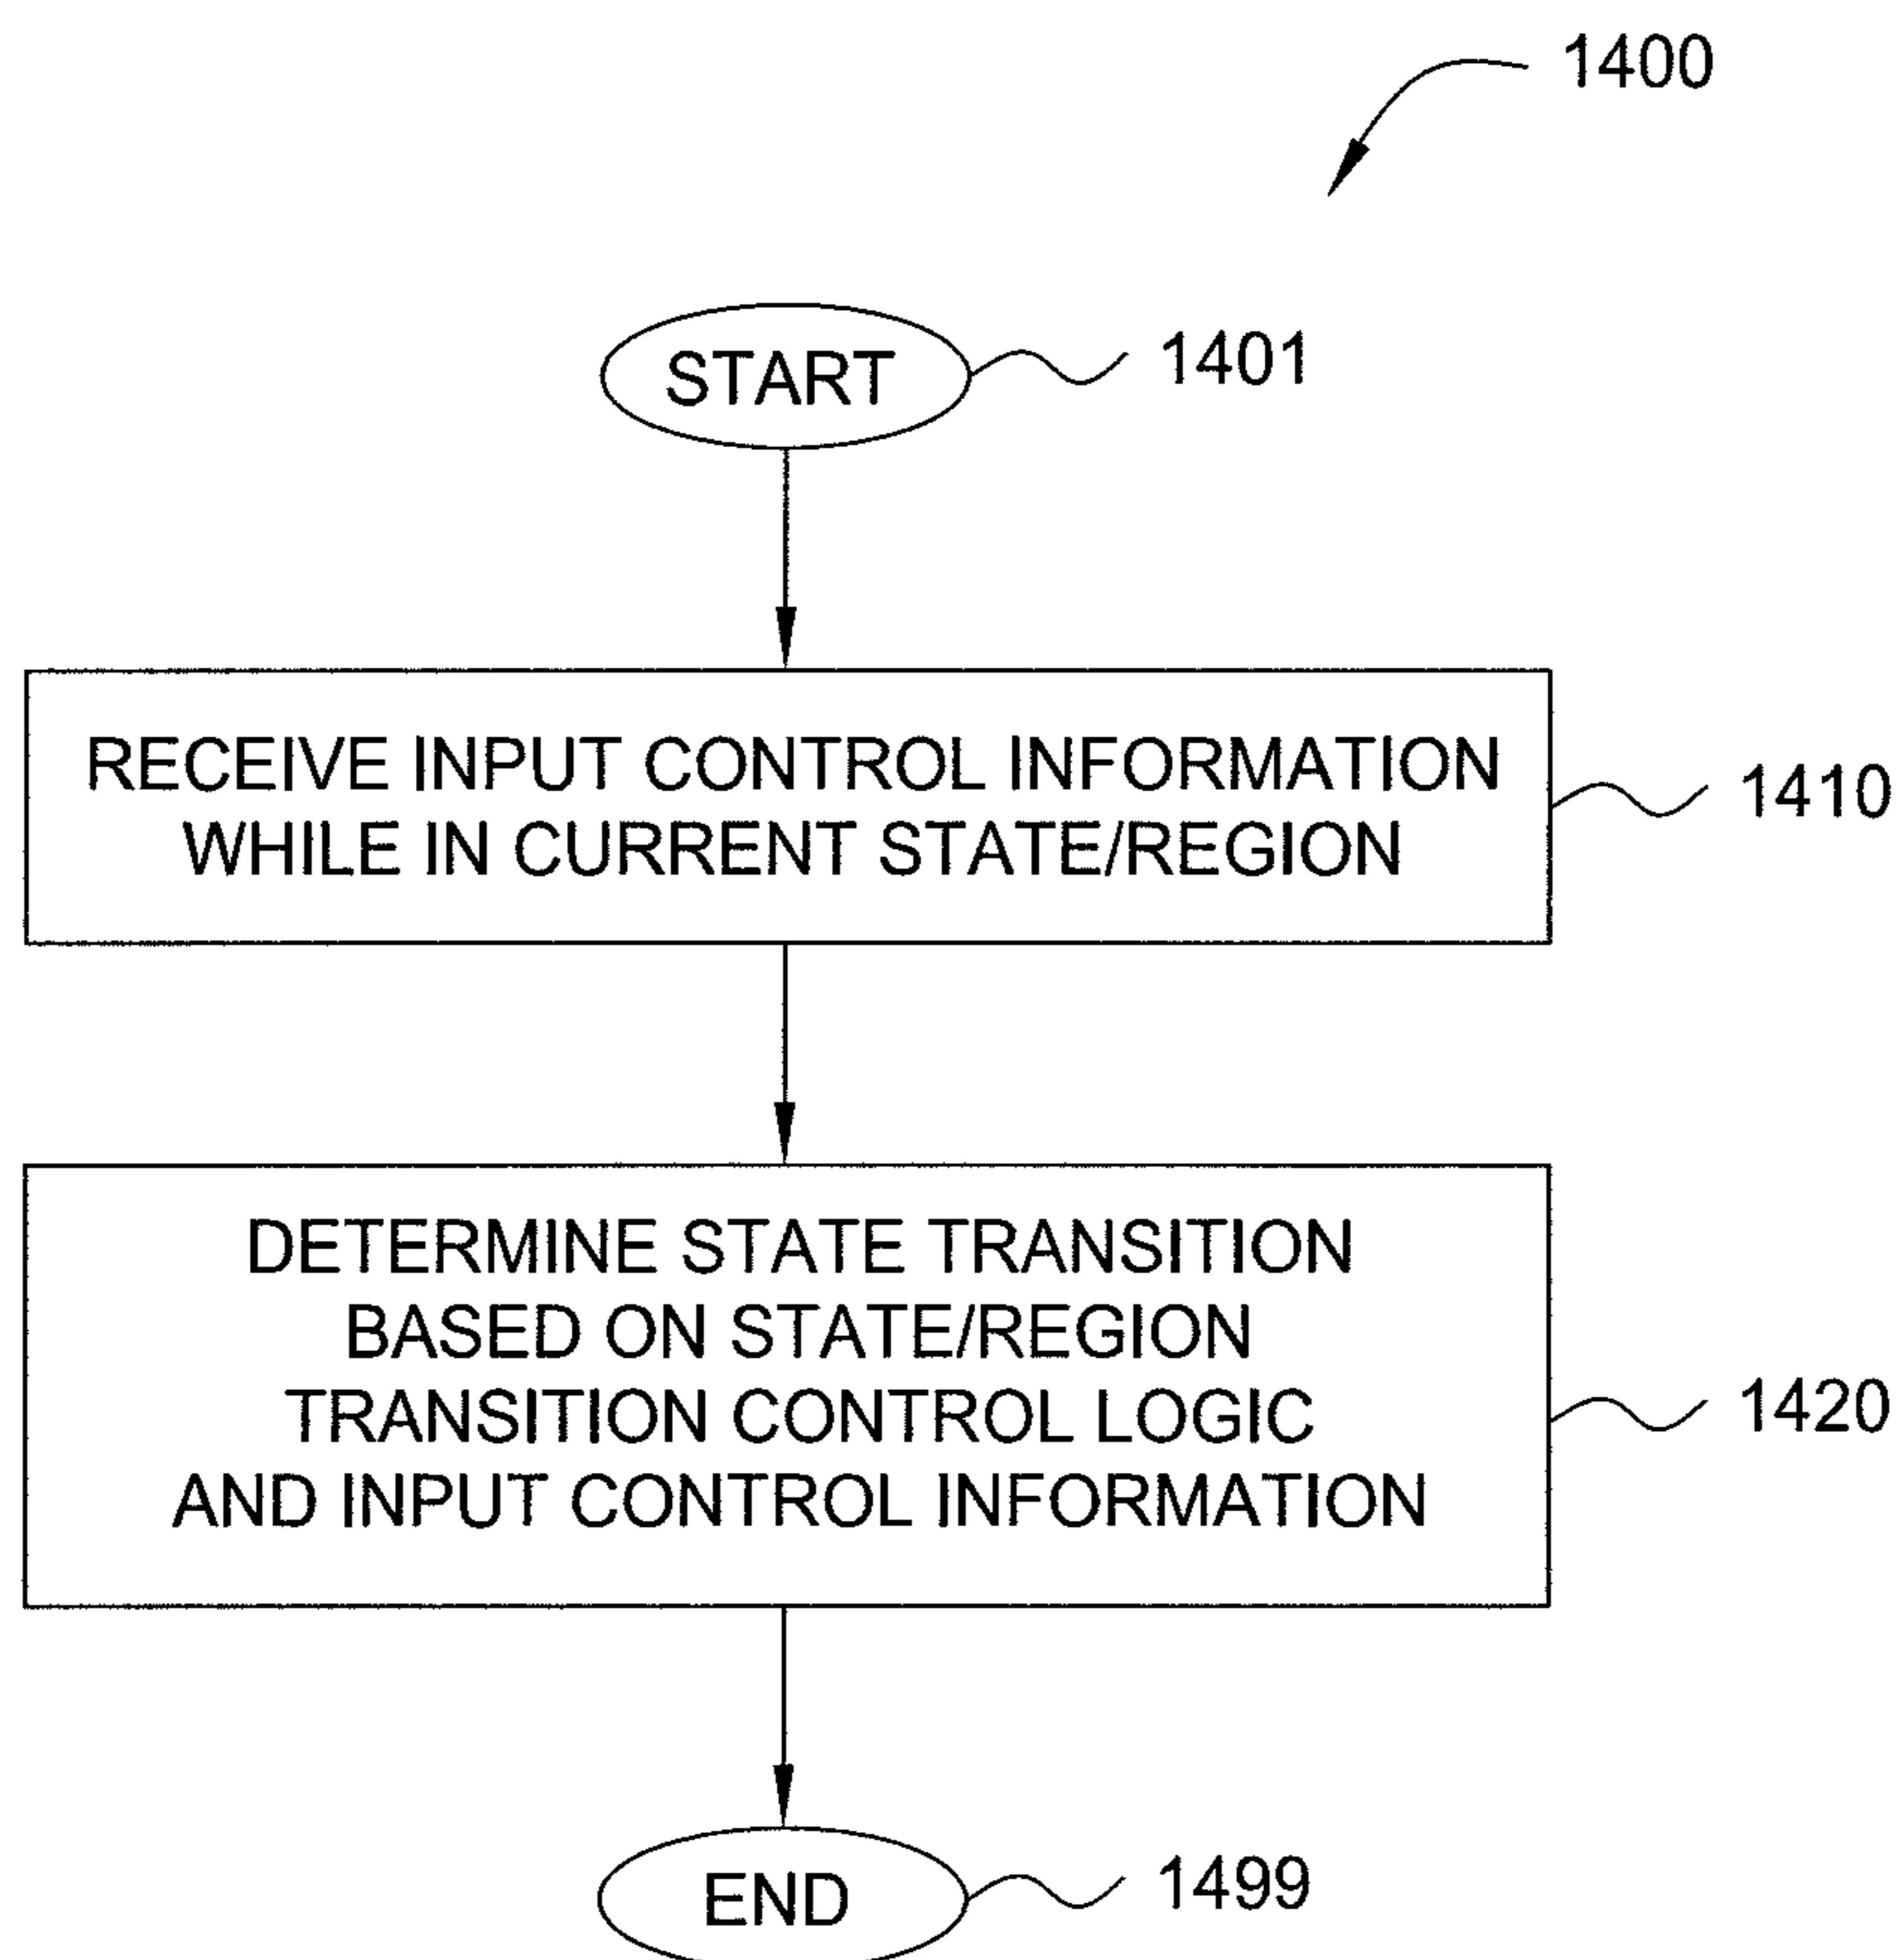 1400
START
1401
RECEIVE INPUT CONTROL INFORMATION
WHILE IN CURRENT STATE/REGION
1410
DETERMINE STATE TRANSITION
BASED ON STATE/REGION
TRANSITION CONTROL LOGIC
AND INPUT CONTROL INFORMATION
1420
END
1499